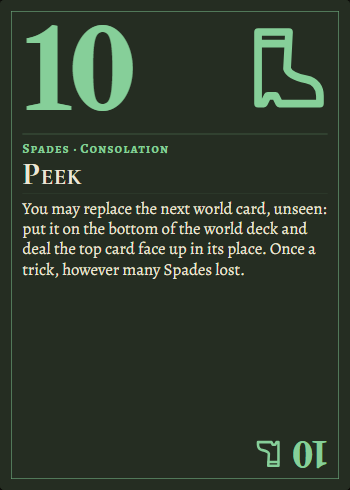 10
Spades · Consolation
Peek
You may replace the next world card, unseen:
put it on the bottom of the world deck and
deal the top card face up in its place. Once a
trick, however many Spades lost.
10